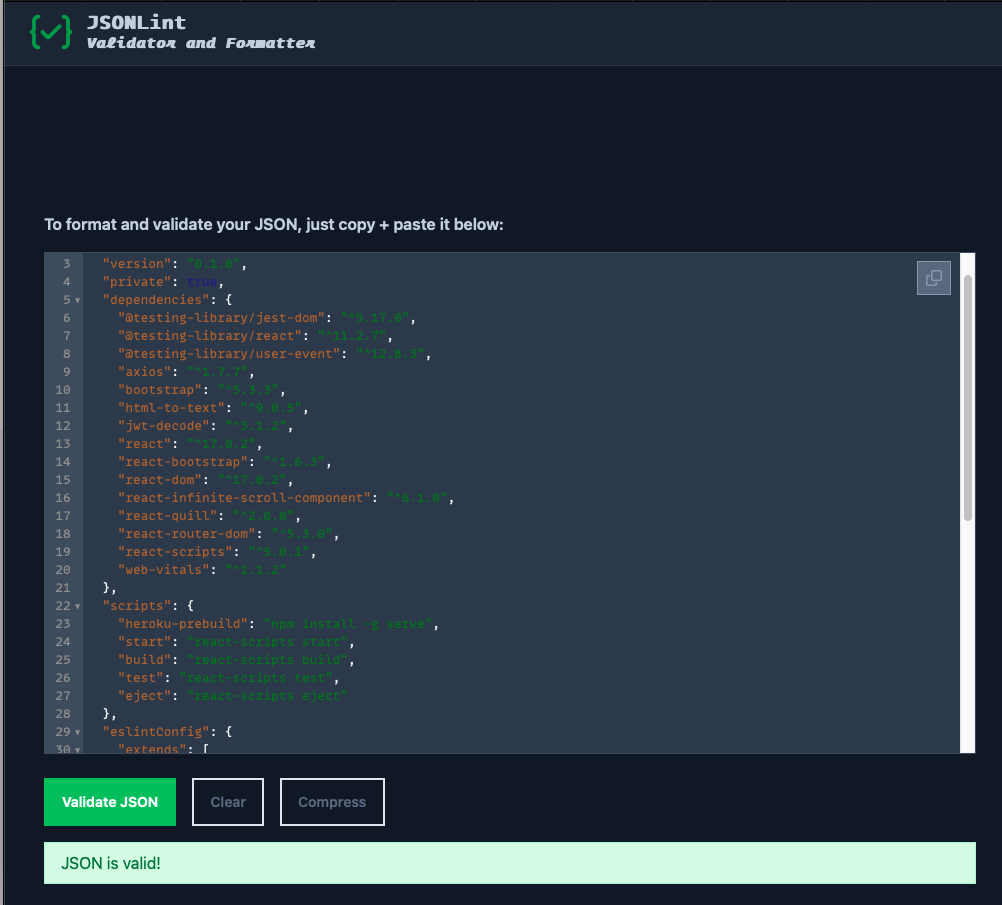 JSONLint
Validator and Formatter
To format and validate your JSON, just copy + paste it below:
3 "version": "0.1.0",
4 "private": true,
5 "dependencies": {
6 "@testing-library/jest-dom": "^5.17.0",
7 "@testing-library/react": "^11.2.7",
8 "@testing-library/user-event": "^12.8.3",
9 "axios": "^1.7.7",
10 "bootstrap": "^5.3.3",
11 "html-to-text": "^9.0.5",
12 "jwt-decode": "^3.1.2",
13 "react": "^17.0.2",
14 "react-bootstrap": "^1.6.3",
15 "react-dom": "^17.0.2",
16 "react-infinite-scroll-component": "^6.1.0",
17 "react-quill": "^2.0.0",
18 "react-router-dom": "^5.3.0",
19 "react-scripts": "^5.0.1",
20 "web-vitals": "^1.1.2"
21 },
22 "scripts": {
23 "heroku-prebuild": "npm install -g serve",
24 "start": "react-scripts start",
25 "build": "react-scripts build",
26 "test": "react-scripts test",
27 "eject": "react-scripts eject"
28 },
29 "eslintConfig": {
30 "extends": [
Validate JSON
Clear
Compress
JSON is valid!